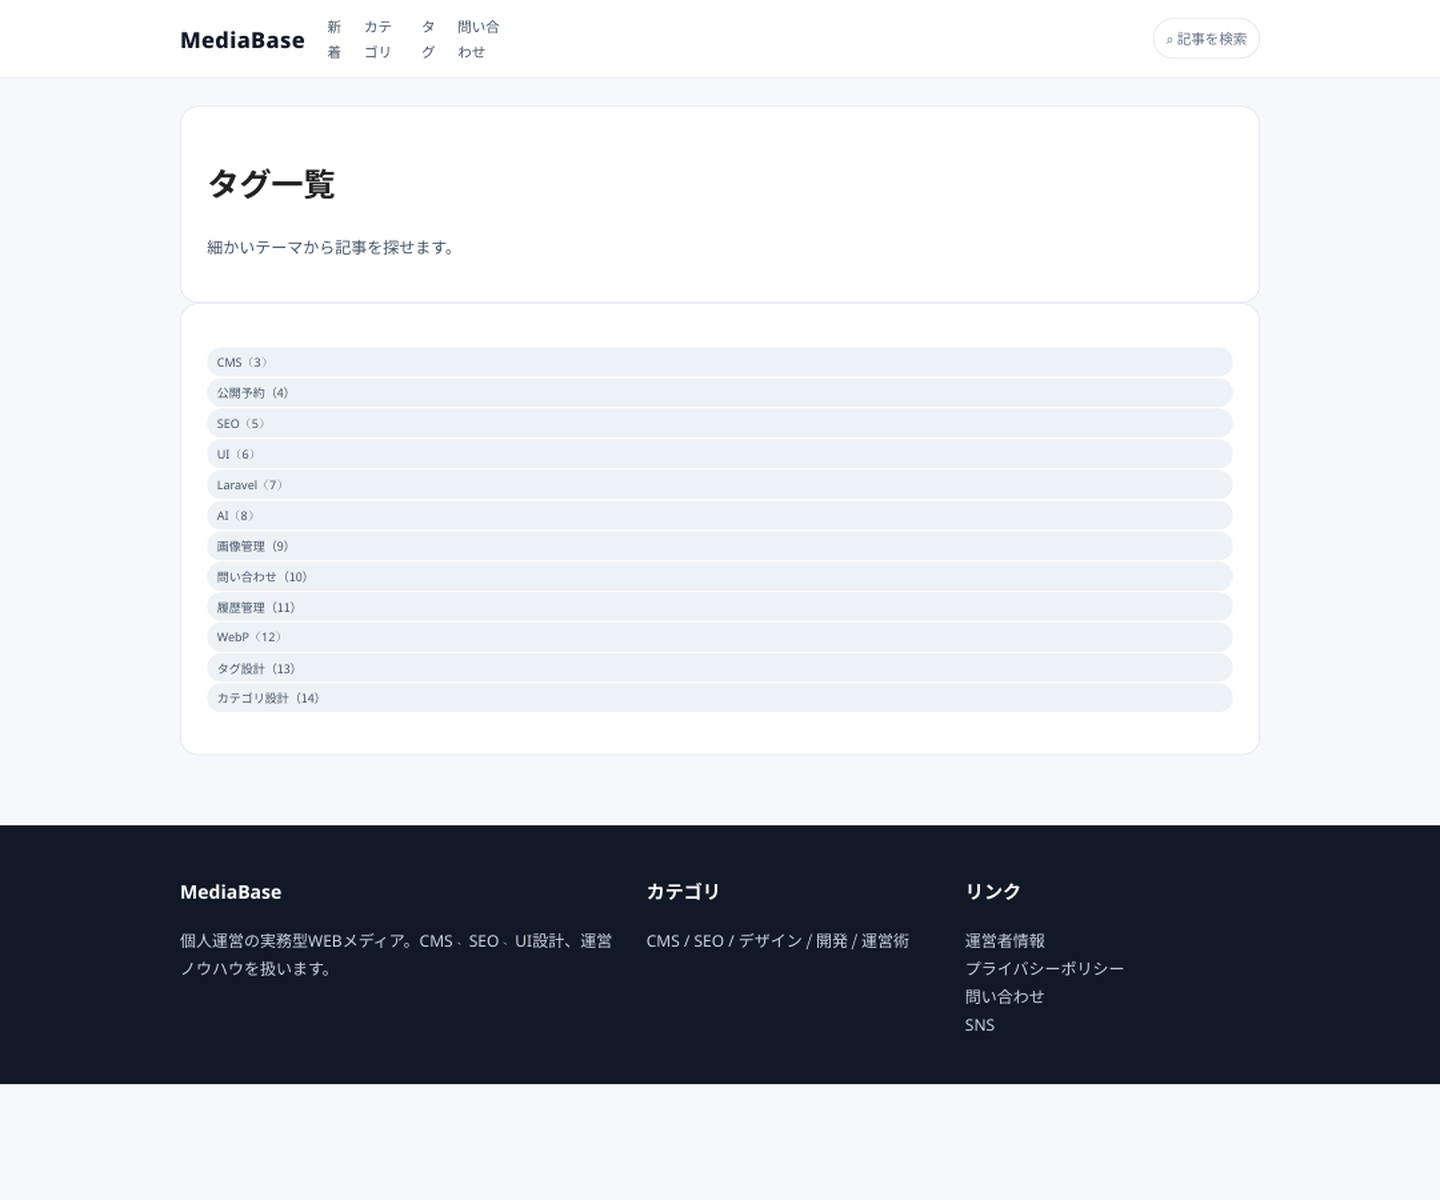 MediaBase
新着
カテゴリ
タグ
問い合わせ
⌕ 記事を検索
タグ一覧
細かいテーマから記事を探せます。
CMS（3）
公開予約（4）
SEO（5）
UI（6）
Laravel（7）
AI（8）
画像管理（9）
問い合わせ（10）
履歴管理（11）
WebP（12）
タグ設計（13）
カテゴリ設計（14）
MediaBase
個人運営の実務型WEBメディア。CMS、SEO、UI設計、運営
ノウハウを扱います。
カテゴリ
CMS / SEO / デザイン / 開発 / 運営術
リンク
運営者情報
プライバシーポリシー
問い合わせ
SNS